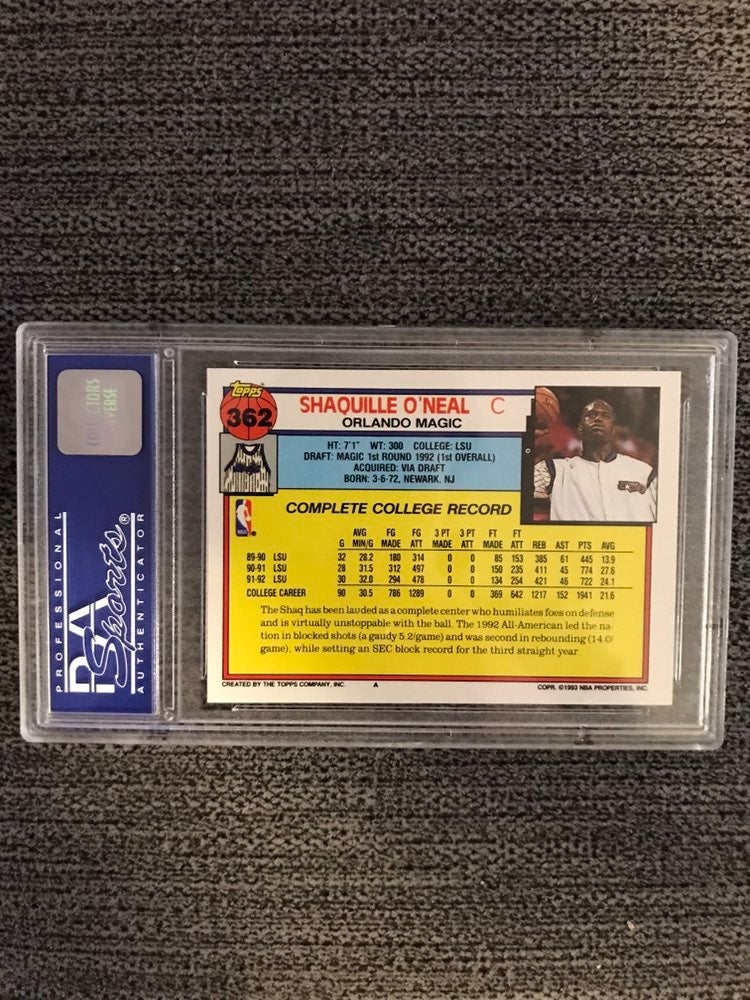 COLLECTORS
UNIVERSE
PROFESSIONAL
PSA
Sports®
AUTHENTICATOR
Topps®
362
SHAQUILLE O'NEAL C
ORLANDO MAGIC
HT: 7'1" WT: 300 COLLEGE: LSU
DRAFT: MAGIC 1st ROUND 1992 (1st OVERALL)
ACQUIRED: VIA DRAFT
BORN: 3-6-72, NEWARK, NJ
NBA
COMPLETE COLLEGE RECORD
AVG FG FG 3 PT 3 PT FT FT
G MIN/G MADE ATT MADE ATT MADE ATT REB AST PTS AVG
89-90 LSU 32 28.2 180 314 0 0 85 153 385 61 445 13.9
90-91 LSU 28 31.5 312 497 0 0 150 235 411 45 774 27.6
91-92 LSU 30 32.0 294 478 0 0 134 254 421 46 722 24.1
COLLEGE CAREER 90 30.5 786 1289 0 0 369 642 1217 152 1941 21.6
The Shaq has been lauded as a complete center who humiliates foes on defense
and is virtually unstoppable with the ball. The 1992 All-American led the na-
tion in blocked shots (a gaudy 5.2/game) and was second in rebounding (14.0/
game), while setting an SEC block record for the third straight year.
CREATED BY THE TOPPS COMPANY, INC. A COPR. ©1993 NBA PROPERTIES, INC.